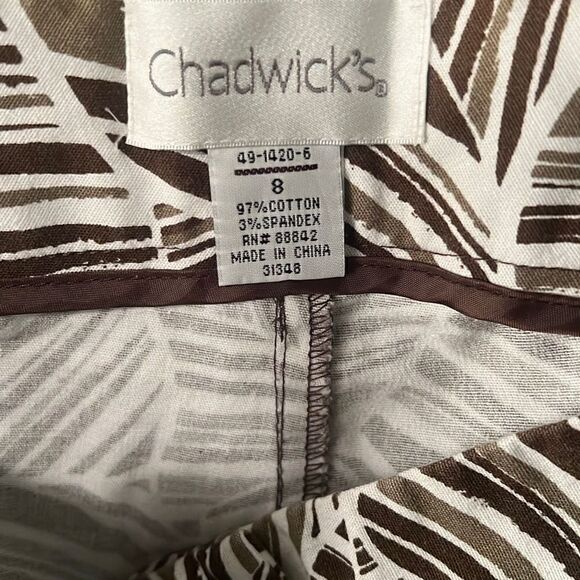 Chadwick's®
49-1420-6
8
97%COTTON
3%SPANDEX
RN# 88842
MADE IN CHINA
31348